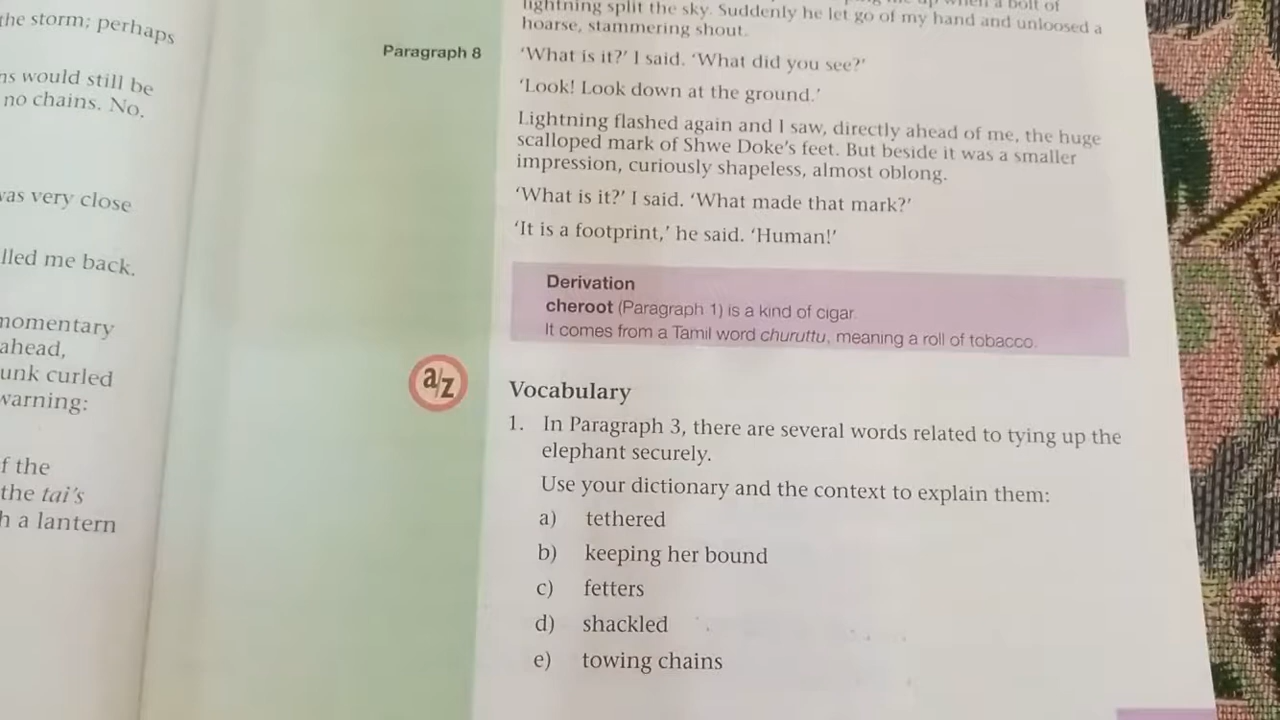 the storm; perhaps
ns would still be
no chains. No.
vas very close
lled me back.
nomentary
ahead,
unk curled
warning:
f the
the tai's
h a lantern
up when a bolt of
lightning split the sky. Suddenly he let go of my hand and unloosed a
hoarse, stammering shout.
Paragraph 8
‘What is it?’ I said. ‘What did you see?’
‘Look! Look down at the ground.’
Lightning flashed again and I saw, directly ahead of me, the huge
scalloped mark of Shwe Doke’s feet. But beside it was a smaller
impression, curiously shapeless, almost oblong.
‘What is it?’ I said. ‘What made that mark?’
‘It is a footprint,’ he said. ‘Human!’
Derivation
cheroot (Paragraph 1) is a kind of cigar.
It comes from a Tamil word churuttu, meaning a roll of tobacco.
a/z
Vocabulary
1. In Paragraph 3, there are several words related to tying up the
elephant securely.
Use your dictionary and the context to explain them:
a) tethered
b) keeping her bound
c) fetters
d) shackled
e) towing chains